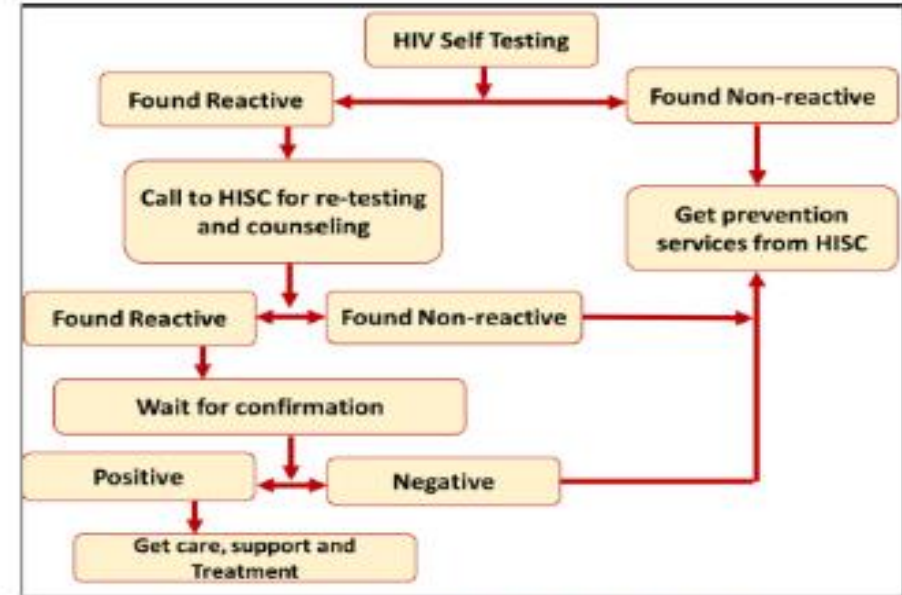 HIV Self Testing
Found Reactive
Found Non-reactive
Call to HISC for re-testing
and counseling
Get prevention
services from HISC
Found Reactive
Found Non-reactive
Wait for confirmation
Positive
Negative
Get care, support and
Treatment